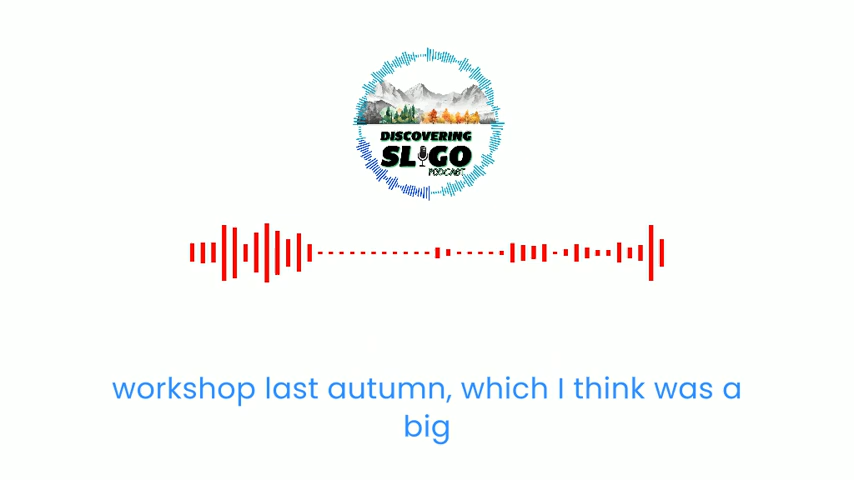 DISCOVERING
SLIGO
PODCAST
workshop last autumn, which I think was a
big